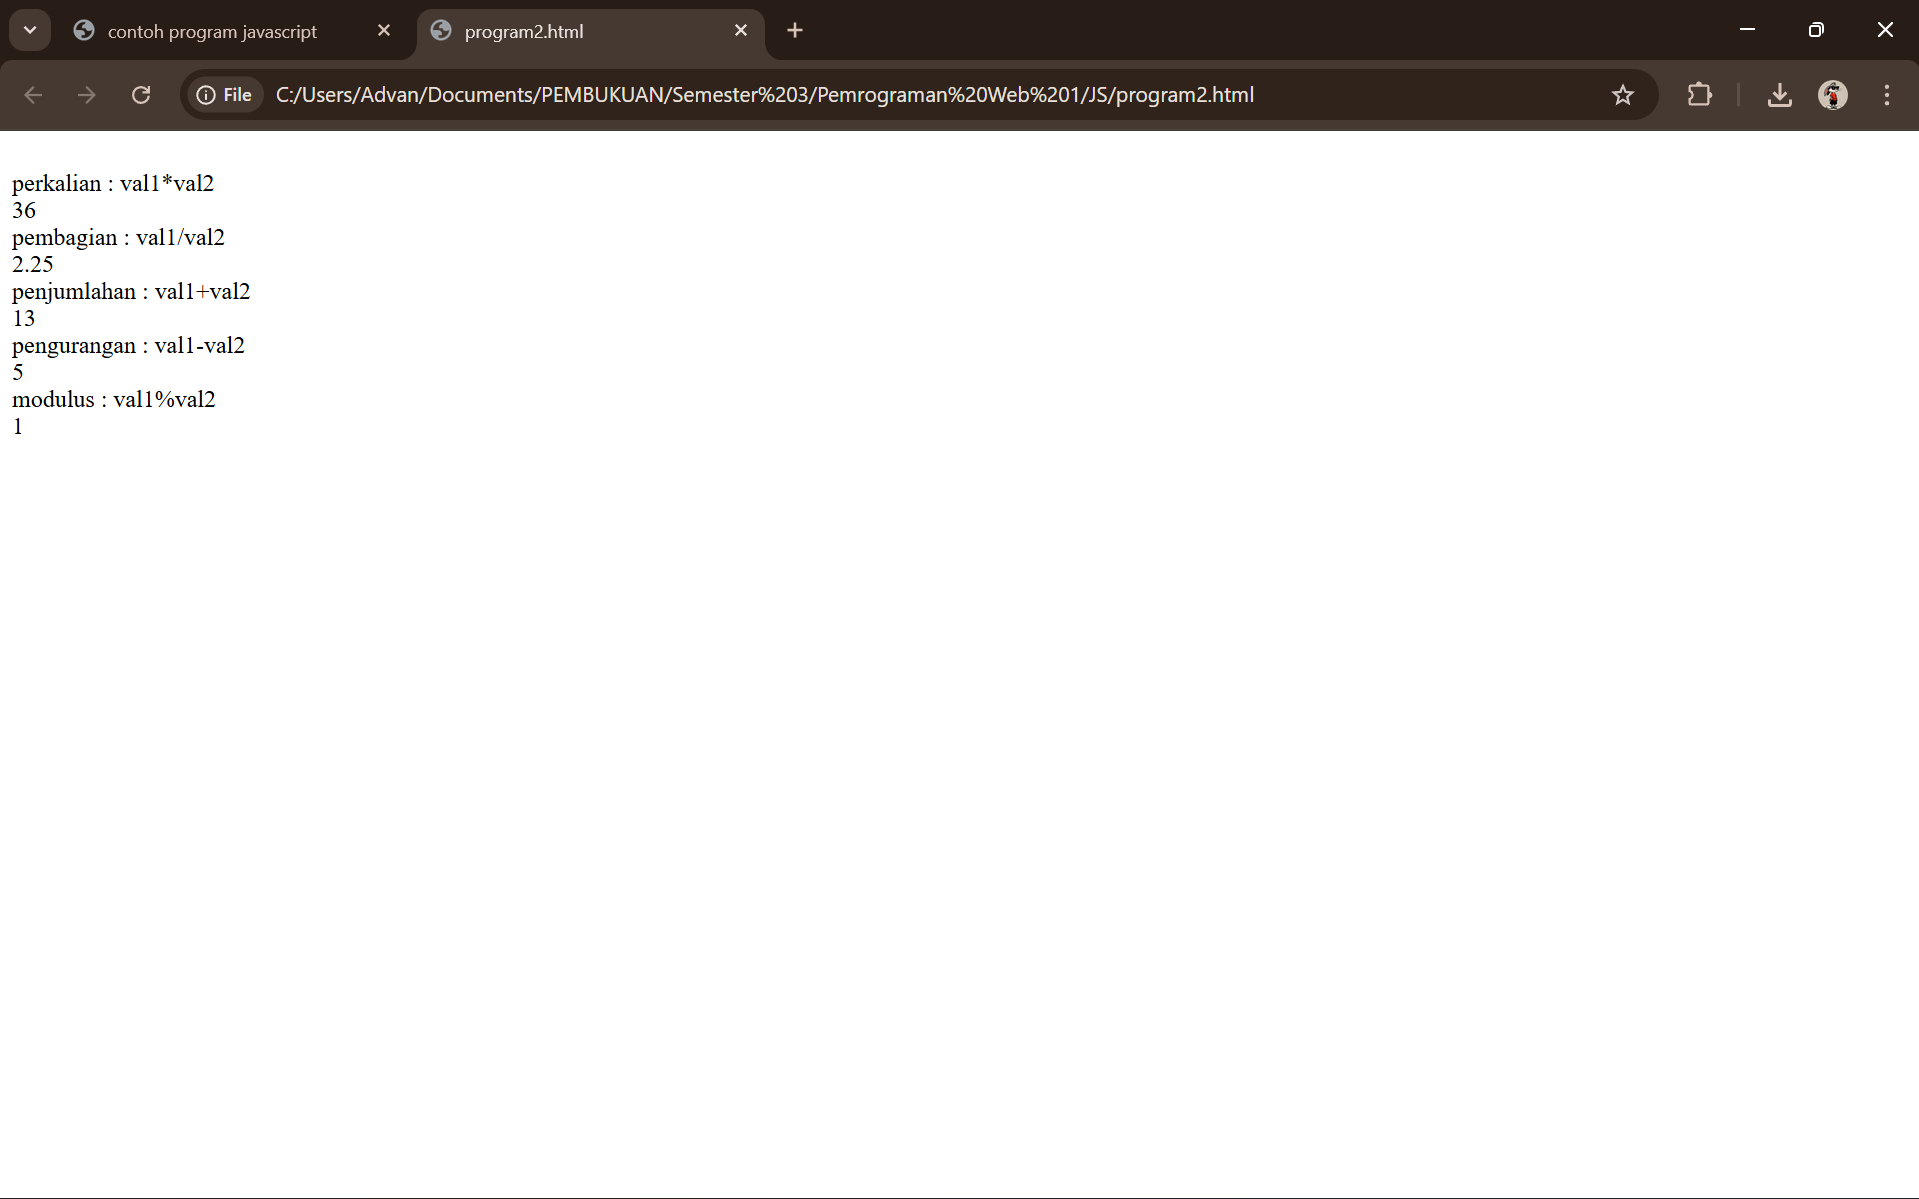 contoh program javascript
program2.html
File
C:/Users/Advan/Documents/PEMBUKUAN/Semester%203/Pemrograman%20Web%201/JS/program2.html
perkalian : val1*val2
36
pembagian : val1/val2
2.25
penjumlahan : val1+val2
13
pengurangan : val1-val2
5
modulus : val1%val2
1